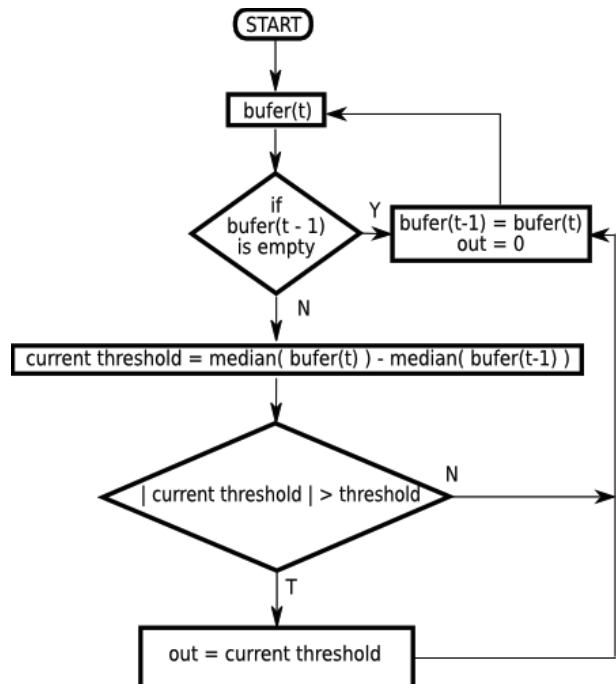 START
bufer(t)
if
bufer(t - 1)
is empty
Y
bufer(t-1) = bufer(t)
out = 0
N
current threshold = median( bufer(t) ) - median( bufer(t-1) )
| current threshold | > threshold
N
T
out = current threshold